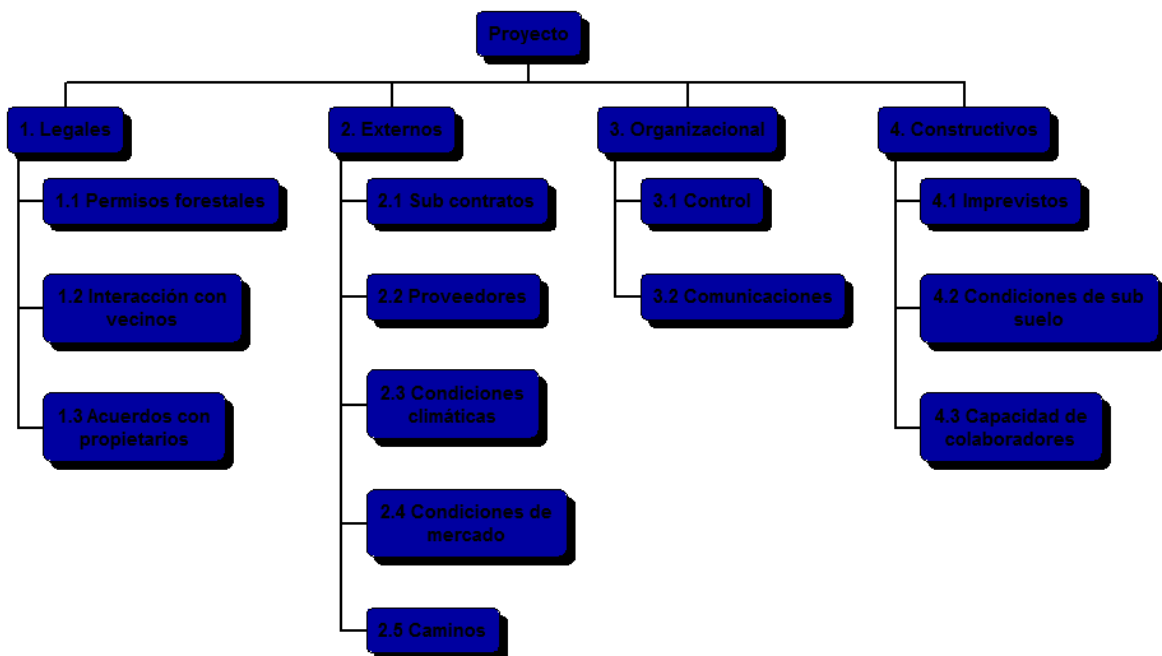 Proyecto
1. Legales
1.1 Permisos forestales
1.2 Interacción con
vecinos
1.3 Acuerdos con
propietarios
2. Externos
2.1 Sub contratos
2.2 Proveedores
2.3 Condiciones
climáticas
2.4 Condiciones de
mercado
2.5 Caminos
3. Organizacional
3.1 Control
3.2 Comunicaciones
4. Constructivos
4.1 Imprevistos
4.2 Condiciones de sub
suelo
4.3 Capacidad de
colaboradores